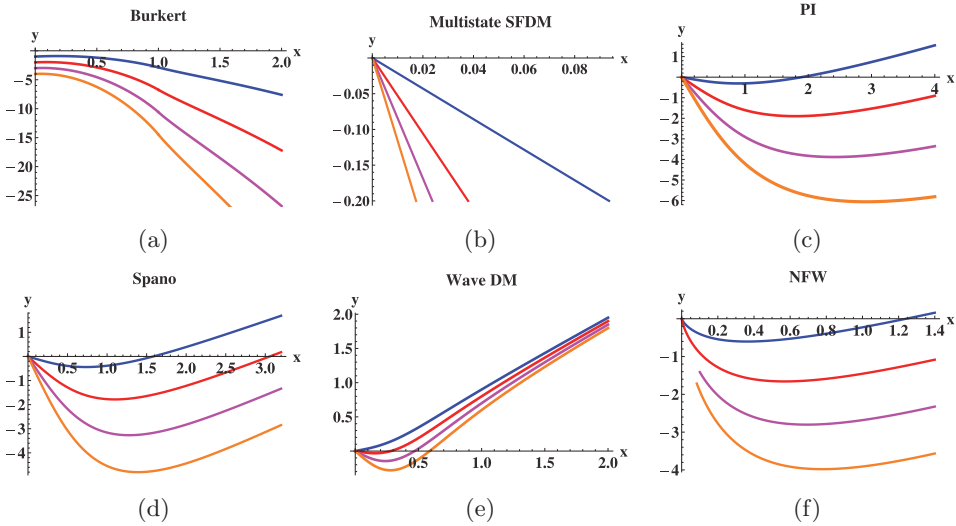 Burkert
y
x
0.5 1.0 1.5 2.0
−5
−10
−15
−20
−25
(a)
Multistate SFDM
y
x
0.02 0.04 0.06 0.08
−0.05
−0.10
−0.15
−0.20
(b)
PI
y
x
1
1 2 3 4
−1
−2
−3
−4
−5
−6
(c)
Spano
y
x
1
0.5 1.0 1.5 2.0 2.5 3.0
−1
−2
−3
−4
(d)
Wave DM
y
2.0
1.5
1.0
0.5
x
0.5 1.0 1.5 2.0
(e)
NFW
y
x
0.2 0.4 0.6 0.8 1.0 1.2 1.4
−1
−2
−3
−4
(f)